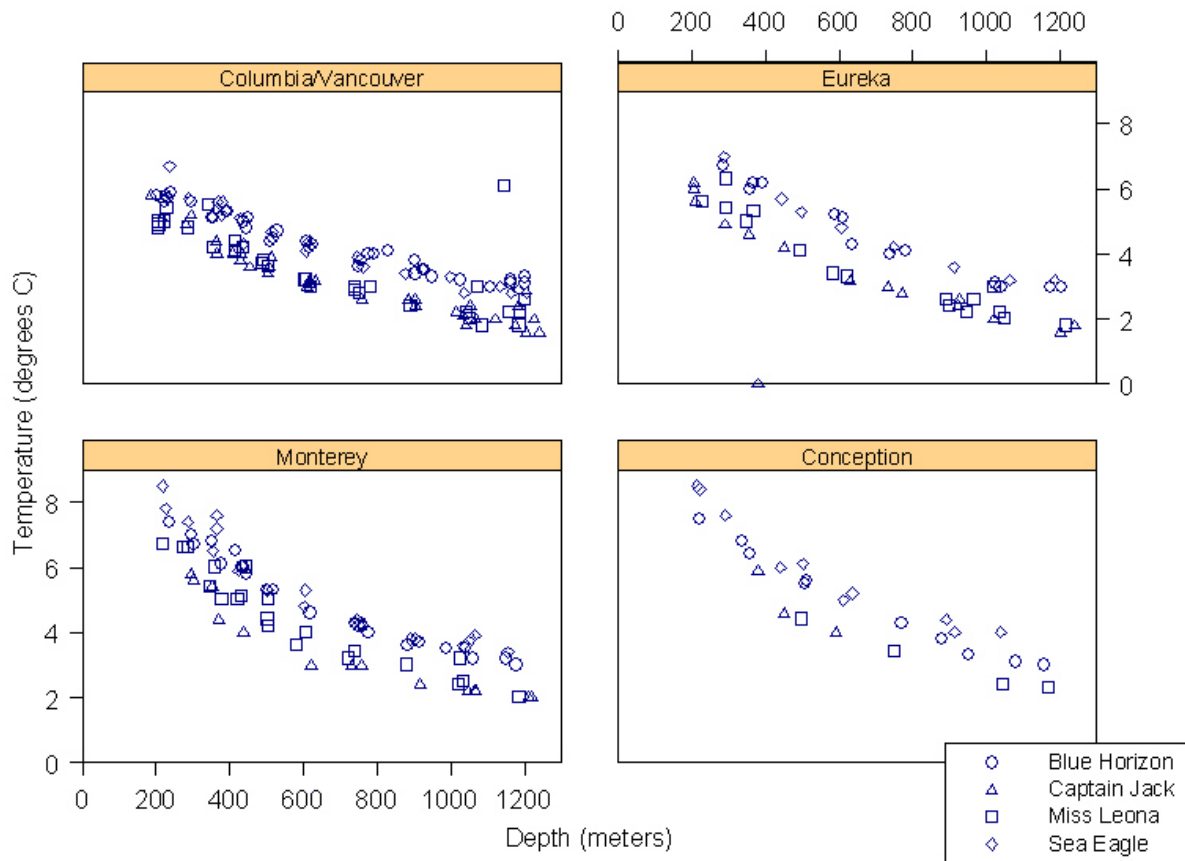 0 200 400 600 800 1000 1200
Columbia/Vancouver
Eureka
8
6
4
2
0
Monterey
Conception
8
6
4
2
0
Temperature (degrees C)
0 200 400 600 800 1000 1200
Depth (meters)
Blue Horizon
Captain Jack
Miss Leona
Sea Eagle